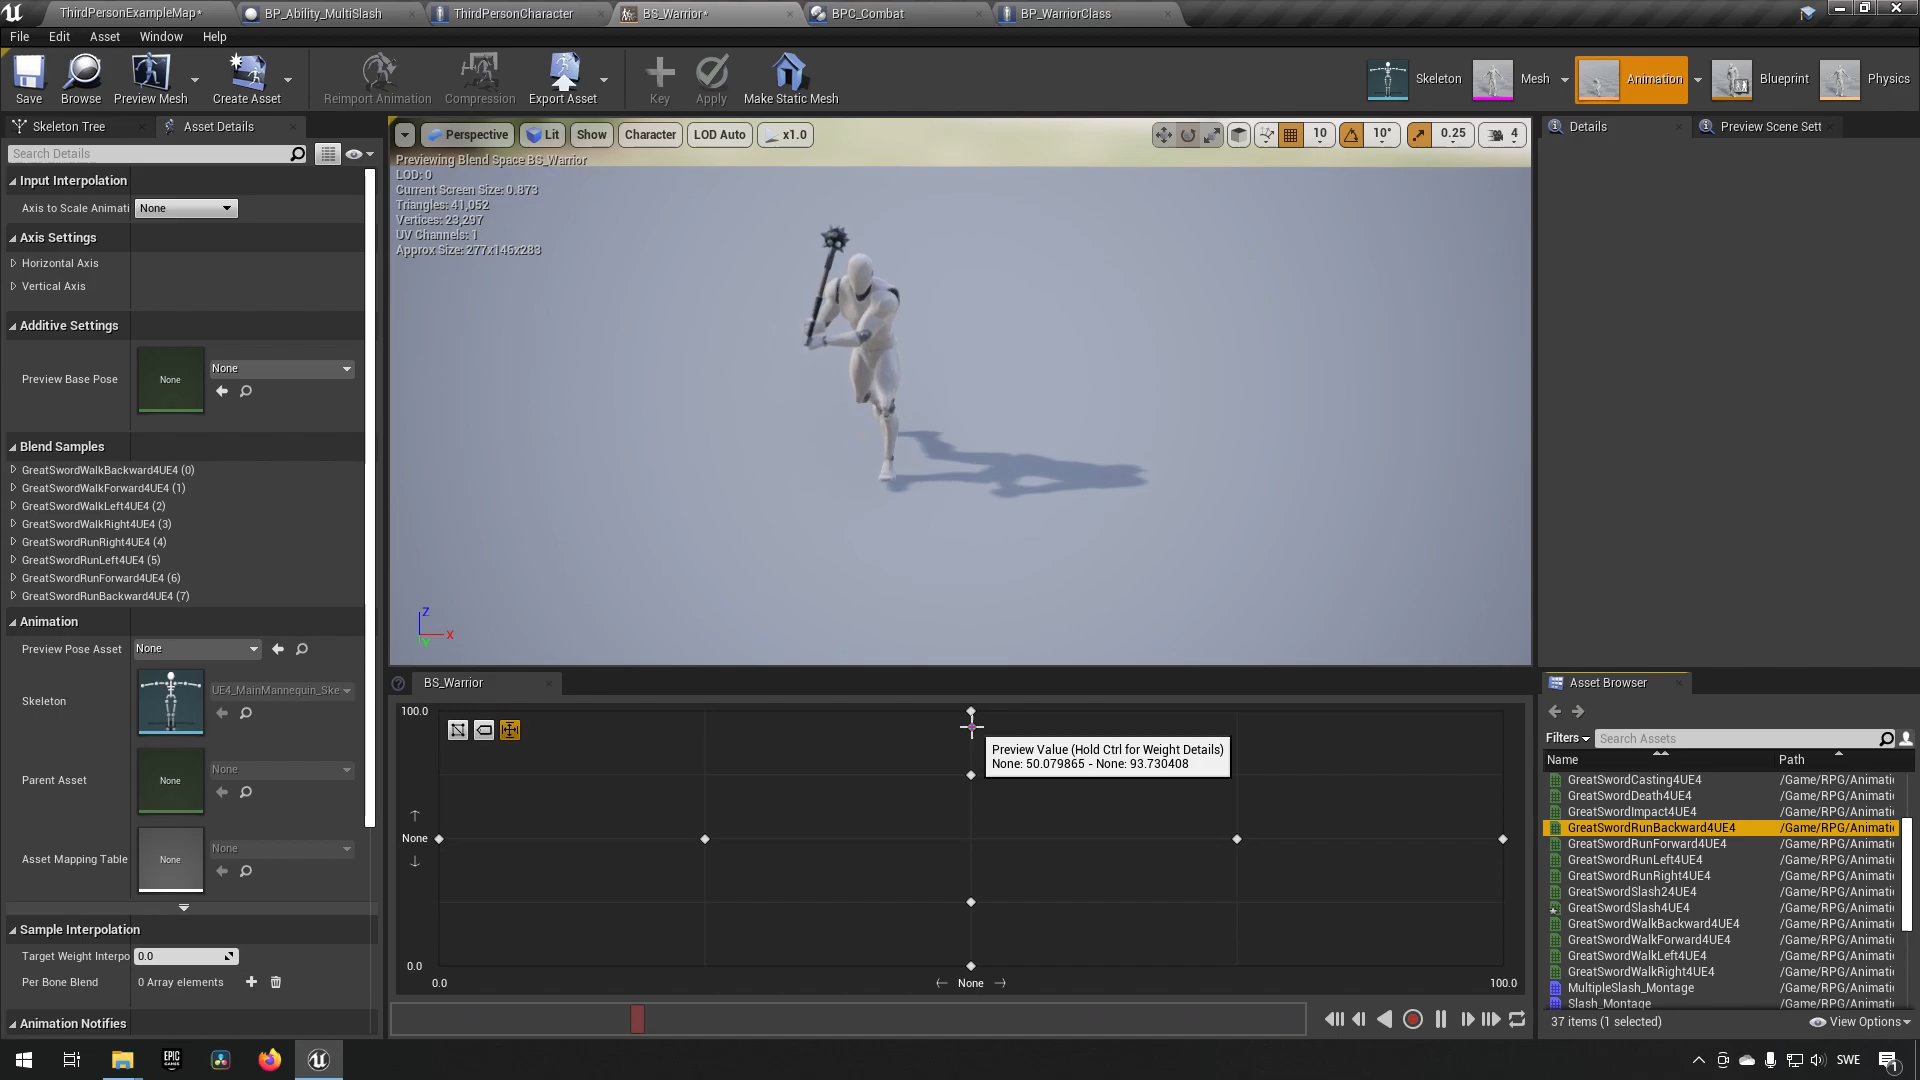 ThirdPersonExampleMap*
BP_Ability_MultiSlash
ThirdPersonCharacter
BS_Warrior*
BPC_Combat
BP_WarriorClass
File Edit Asset Window Help
Save
Browse
Preview Mesh
Create Asset
Reimport Animation
Compression
Export Asset
Key
Apply
Make Static Mesh
Skeleton
Mesh
Animation
Blueprint
Physics
Skeleton Tree
Asset Details
Search Details
Input Interpolation
Axis to Scale Animati
None
Axis Settings
Horizontal Axis
Vertical Axis
Additive Settings
Preview Base Pose
None
None
Blend Samples
GreatSwordWalkBackward4UE4 (0)
GreatSwordWalkForward4UE4 (1)
GreatSwordWalkLeft4UE4 (2)
GreatSwordWalkRight4UE4 (3)
GreatSwordRunRight4UE4 (4)
GreatSwordRunLeft4UE4 (5)
GreatSwordRunForward4UE4 (6)
GreatSwordRunBackward4UE4 (7)
Animation
Preview Pose Asset
None
Skeleton
UE4_MainMannequin_Ske
Parent Asset
None
None
Asset Mapping Table
None
None
Sample Interpolation
Target Weight Interpo
0.0
Per Bone Blend
0 Array elements
Animation Notifies
Perspective
Lit
Show
Character
LOD Auto
x1.0
10
10°
0.25
4
Previewing Blend Space BS_Warrior
LOD: 0
Current Screen Size: 0.873
Triangles: 41,052
Vertices: 23,297
UV Channels: 1
Approx Size: 277x146x283
Z
X
Y
BS_Warrior
100.0
Preview Value (Hold Ctrl for Weight Details)
None: 50.079865 - None: 93.730408
None
0.0
0.0
None
100.0
Details
Preview Scene Sett
Asset Browser
Filters
Search Assets
Name
Path
GreatSwordCasting4UE4 /Game/RPG/Animati
GreatSwordDeath4UE4 /Game/RPG/Animati
GreatSwordImpact4UE4 /Game/RPG/Animati
GreatSwordRunBackward4UE4 /Game/RPG/Animati
GreatSwordRunForward4UE4 /Game/RPG/Animati
GreatSwordRunLeft4UE4 /Game/RPG/Animati
GreatSwordRunRight4UE4 /Game/RPG/Animati
GreatSwordSlash24UE4 /Game/RPG/Animati
GreatSwordSlash4UE4 /Game/RPG/Animati
GreatSwordWalkBackward4UE4 /Game/RPG/Animati
GreatSwordWalkForward4UE4 /Game/RPG/Animati
GreatSwordWalkLeft4UE4 /Game/RPG/Animati
GreatSwordWalkRight4UE4 /Game/RPG/Animati
MultipleSlash_Montage /Game/RPG/Animati
Slash_Montage /Game/RPG/Animati
37 items (1 selected)
View Options
EPIC GAMES
SWE
1